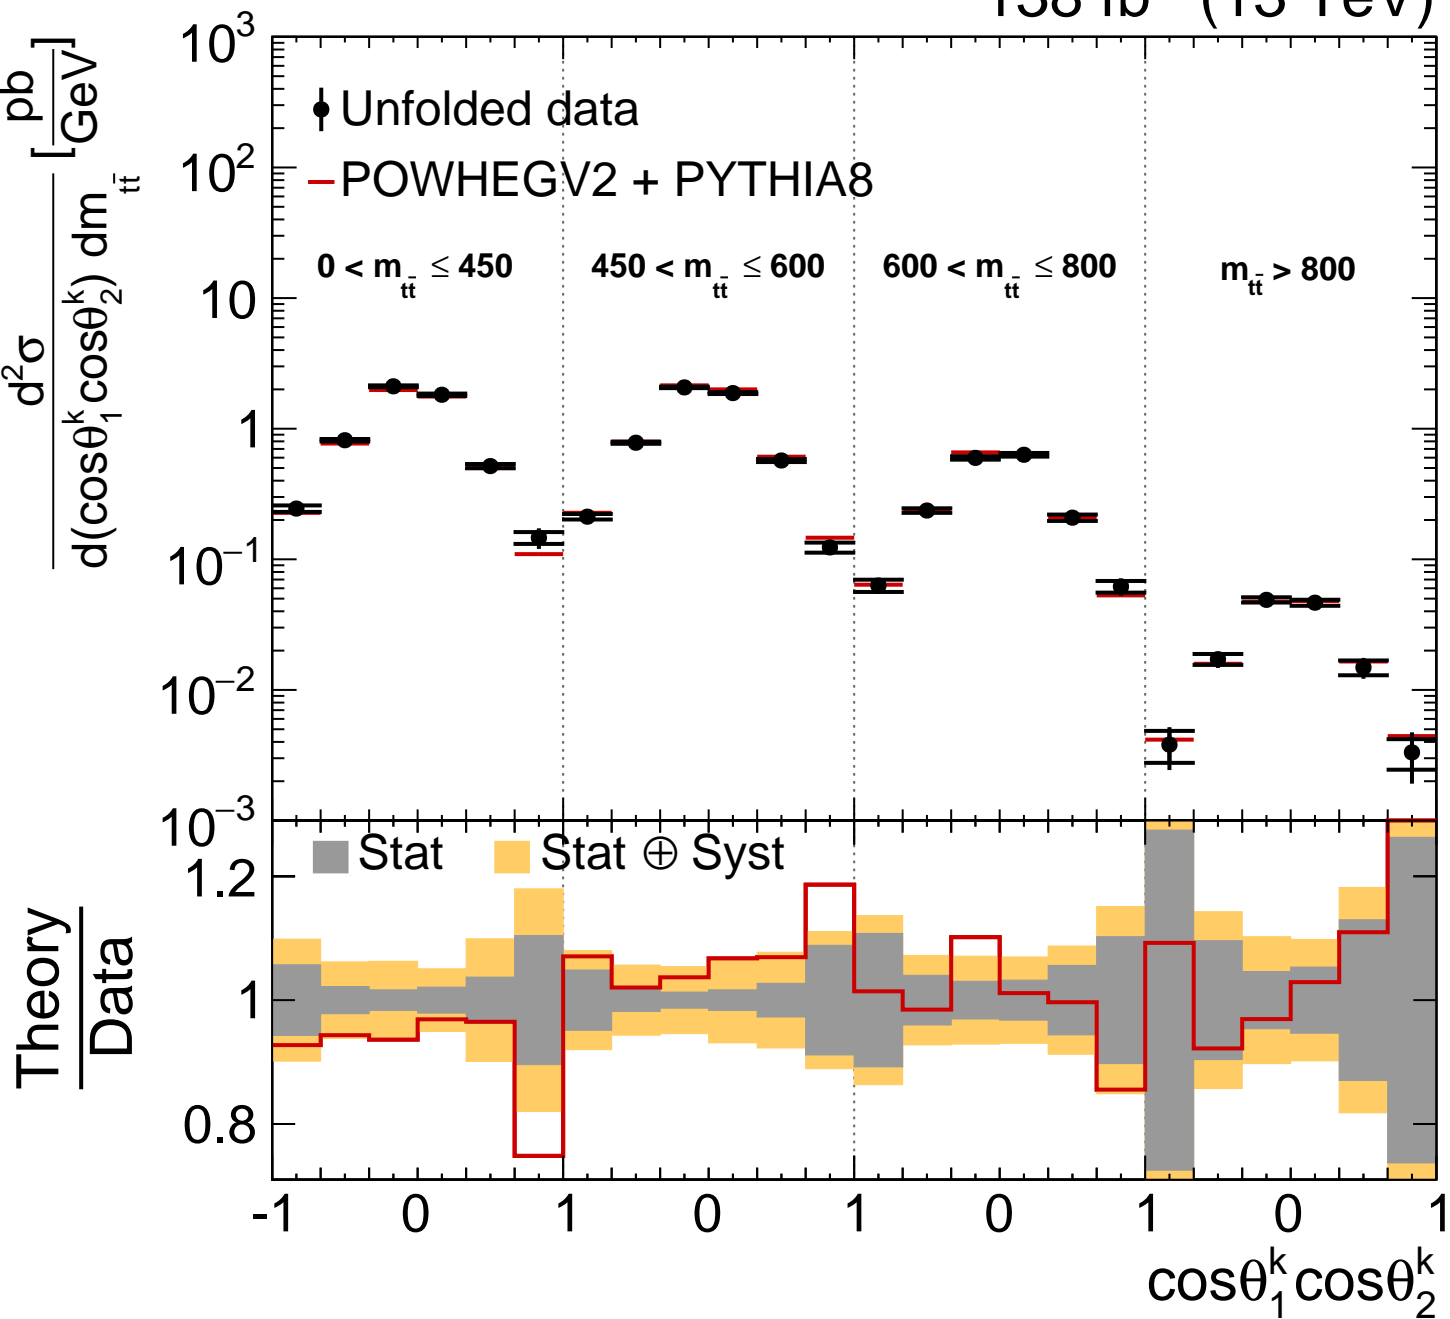 138 fb (13 TeV)
d²σ / d(cosθ₁ᵏcosθ₂ᵏ) dm_tt̄ [pb/GeV]
10³
10²
10
1
10⁻¹
10⁻²
10⁻³
Unfolded data
POWHEGV2 + PYTHIA8
0 < m_tt̄ ≤ 450 450 < m_tt̄ ≤ 600 600 < m_tt̄ ≤ 800 m_tt̄ > 800
Stat Stat ⊕ Syst
Theory
Data
1.2
1
0.8
-1 0 1 0 1 0 1 0 1
cosθ₁ᵏcosθ₂ᵏ